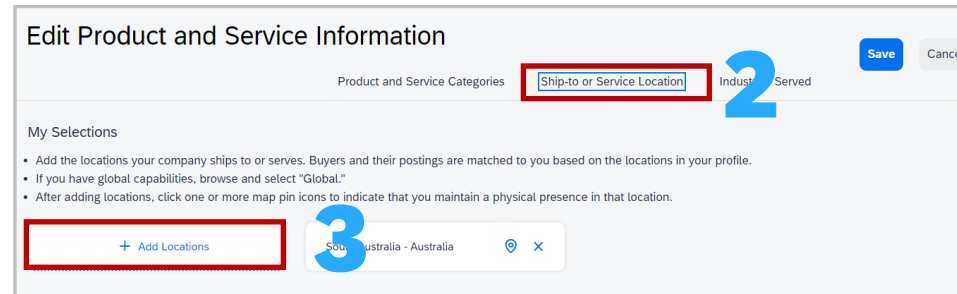 Edit Product and Service Information
Save
Product and Service Categories
Ship-to or Service Location
2
Served
My Selections
• Add the locations your company ships to or serves. Buyers and their postings are matched to you based on the locations in your profile.
• If you have global capabilities, browse and select "Global."
• After adding locations, click one or more map pin icons to indicate that you maintain a physical presence in that location.
+ Add Locations
3
Australia - Australia